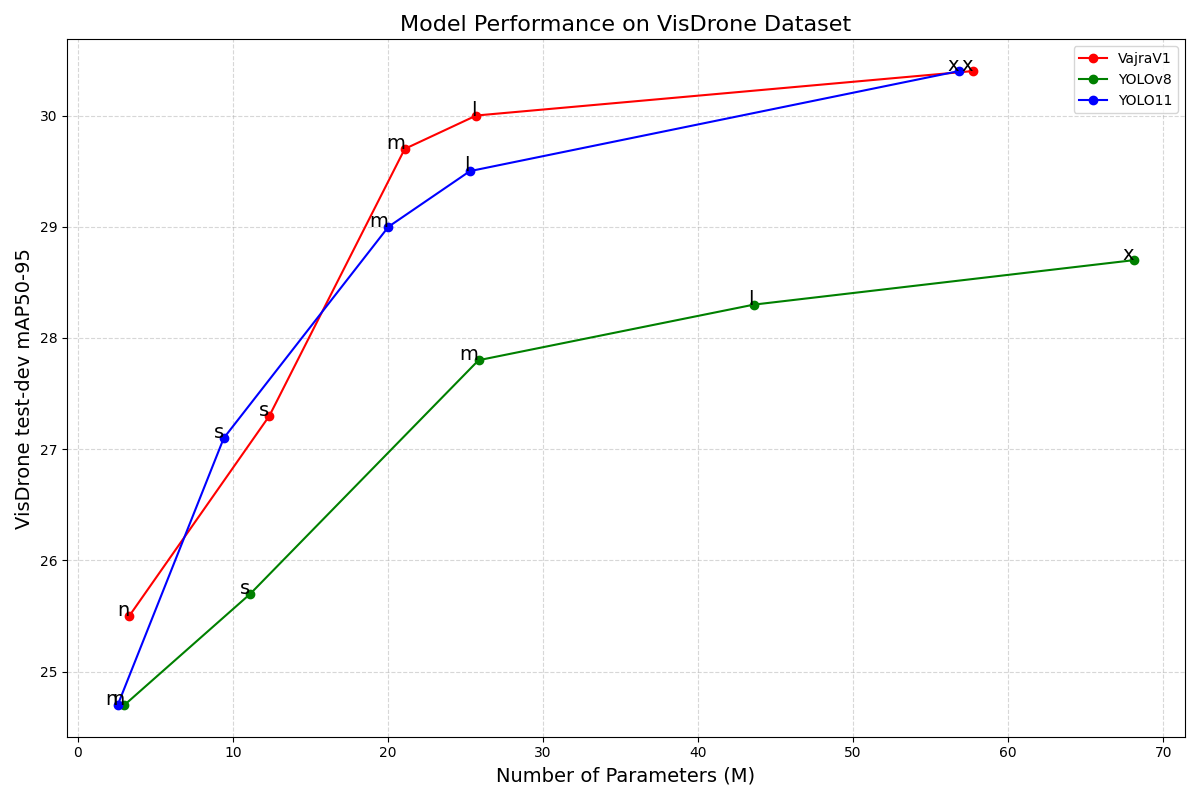 Model Performance on VisDrone Dataset
VajraV1
YOLOv8
YOLO11
x x
l
m
l
m
x
l
m
s
s
s
n
n n
30
29
28
27
26
25
VisDrone test-dev mAP50-95
0 10 20 30 40 50 60 70
Number of Parameters (M)